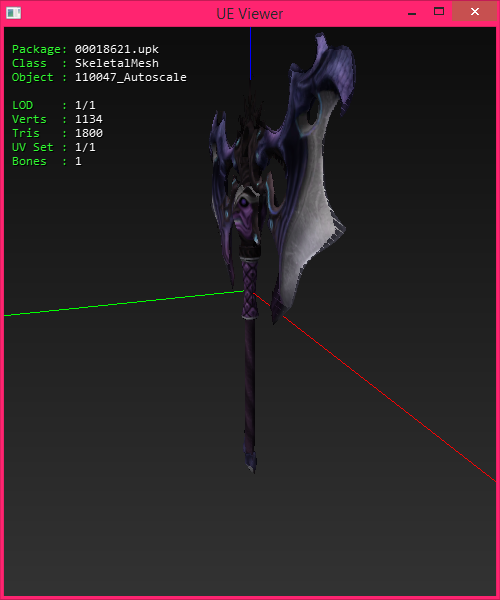 UE Viewer
Package: 00018621.upk
Class : SkeletalMesh
Object : 110047_Autoscale
LOD : 1/1
Verts : 1134
Tris : 1800
UV Set : 1/1
Bones : 1